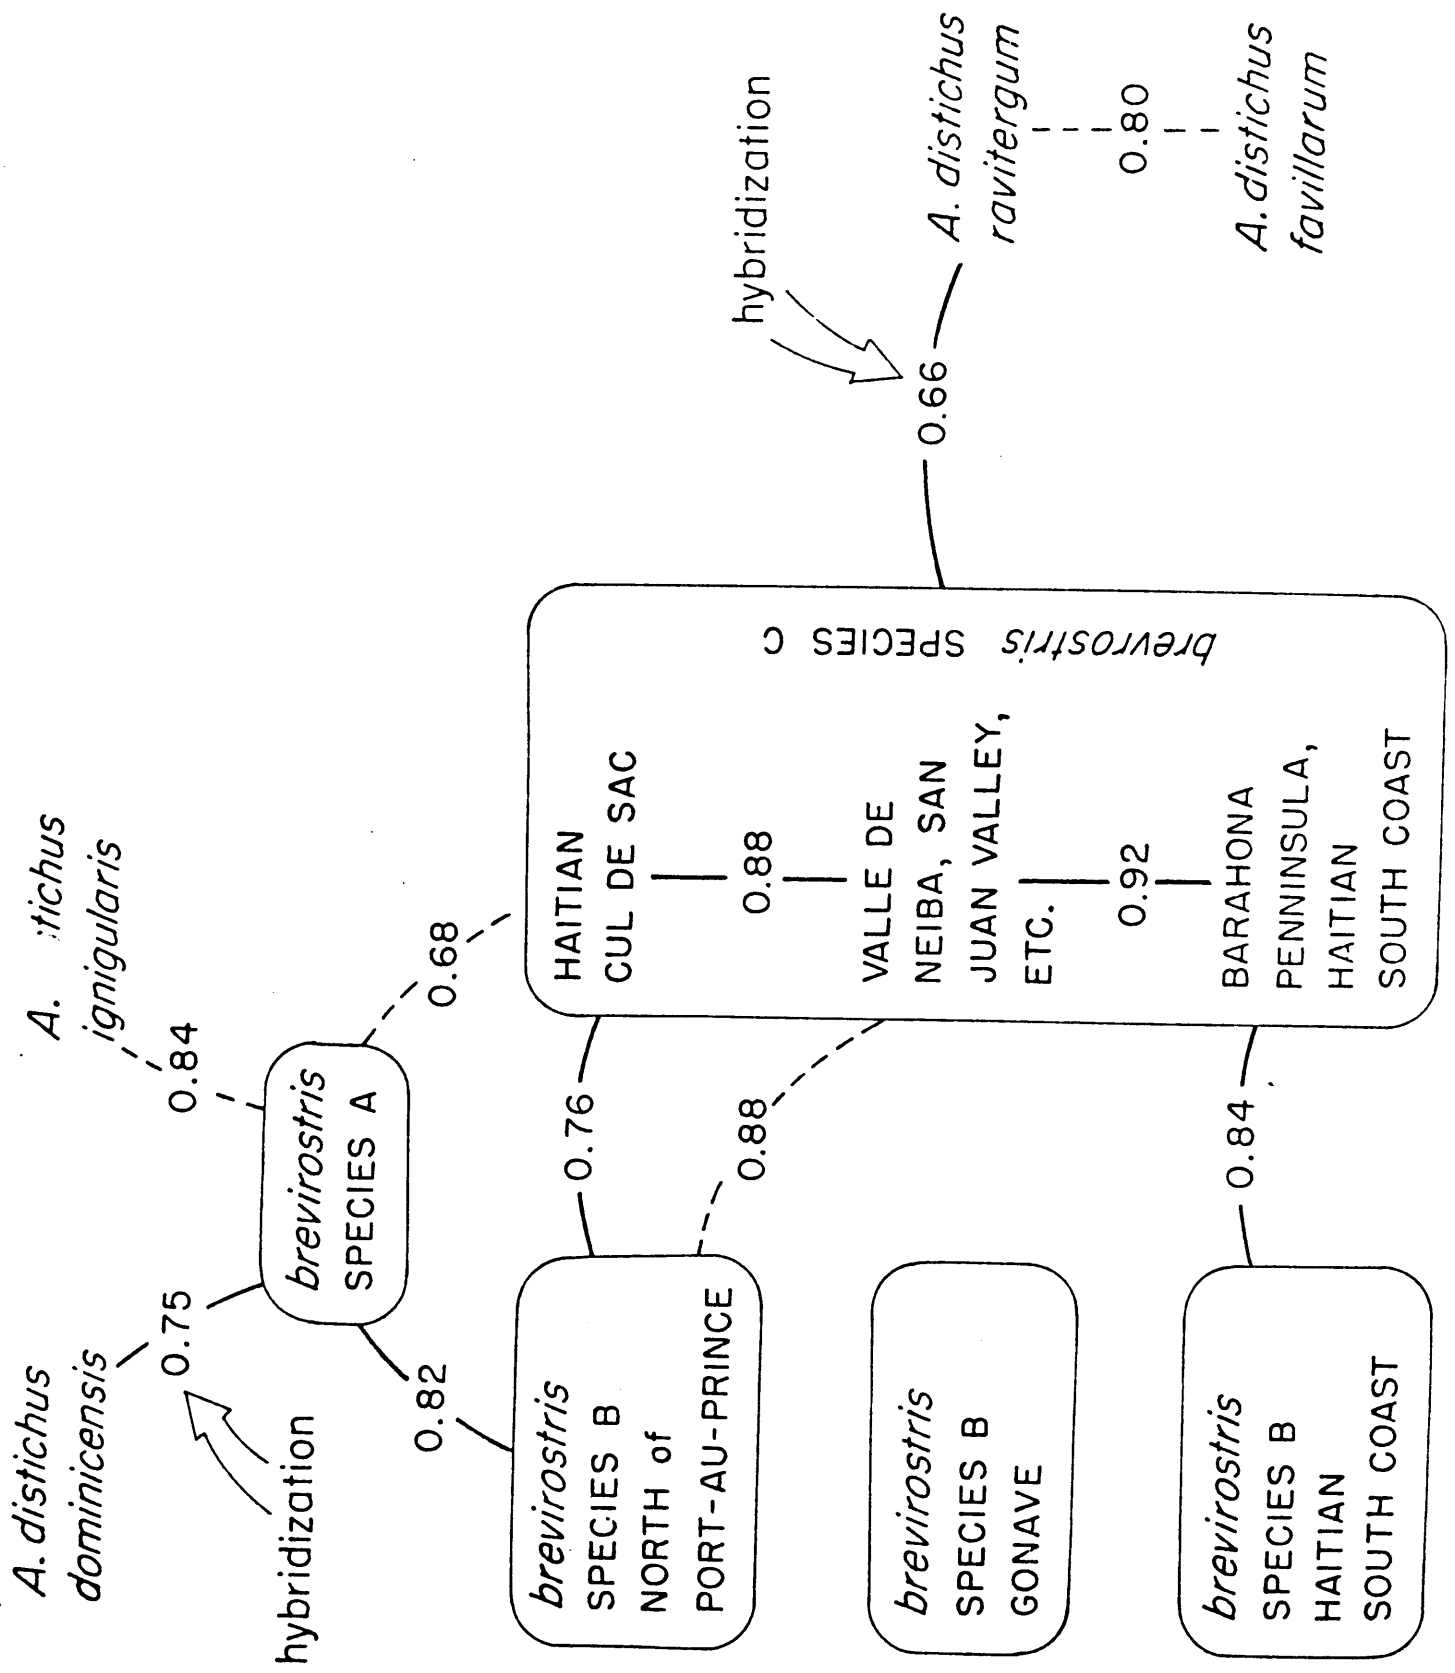 A. distichus
dominicensis
A. tichus
ignigularis
0.75
0.84
hybridization
brevirostris
SPECIES A
0.82
0.68
brevirostris
SPECIES B
NORTH of
PORT-AU-PRINCE
0.76
0.88
HAITIAN
CUL DE SAC
0.88
VALLE DE
NEIBA, SAN
JUAN VALLEY,
ETC.
0.92
BARAHONA
PENNINSULA,
HAITIAN
SOUTH COAST
brevrostris SPECIES C
hybridization
0.66
A. distichus
ravitergum
0.80
A. distichus
favillarum
brevirostris
SPECIES B
GONAVE
brevirostris
SPECIES B
HAITIAN
SOUTH COAST
0.84